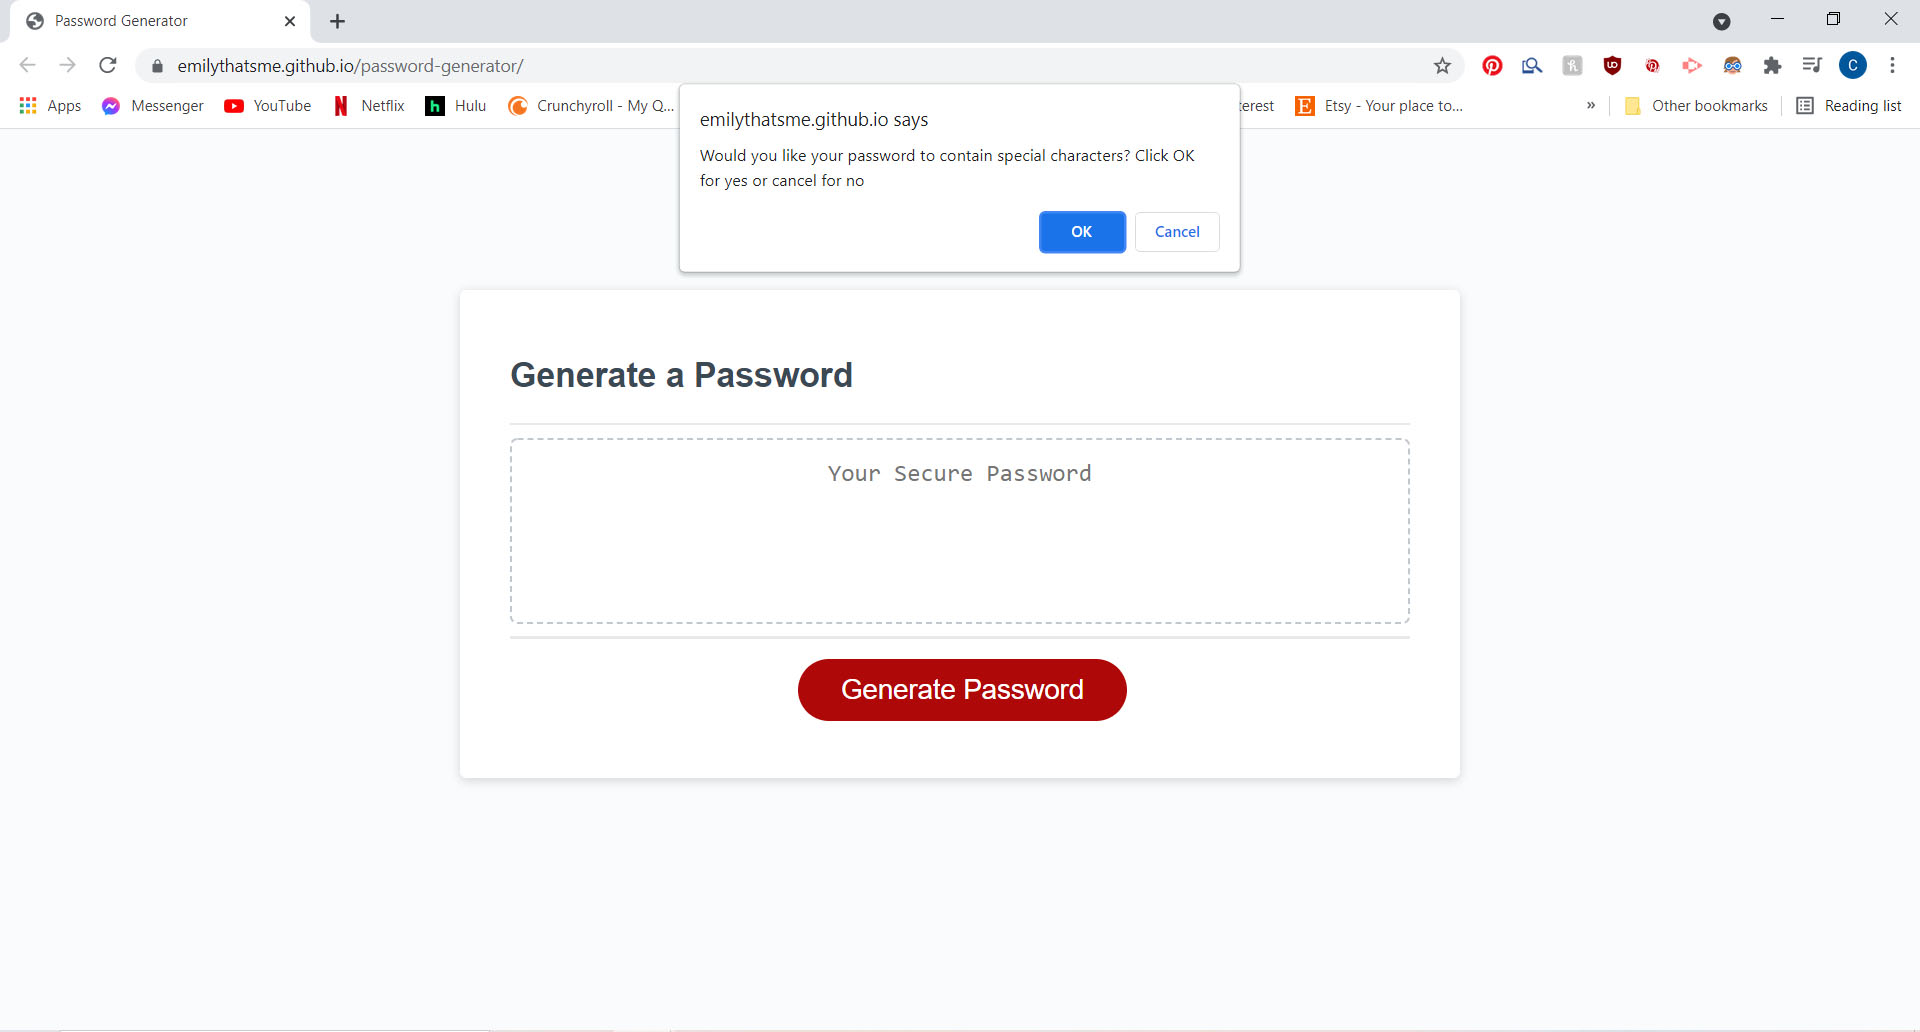 Password Generator
emilythatsme.github.io/password-generator/
C
Apps Messenger YouTube Netflix h Hulu Crunchyroll - My Q... terest E Etsy - Your place to... » Other bookmarks Reading list
emilythatsme.github.io says
Would you like your password to contain special characters? Click OK
for yes or cancel for no
OK Cancel
Generate a Password
Your Secure Password
Generate Password